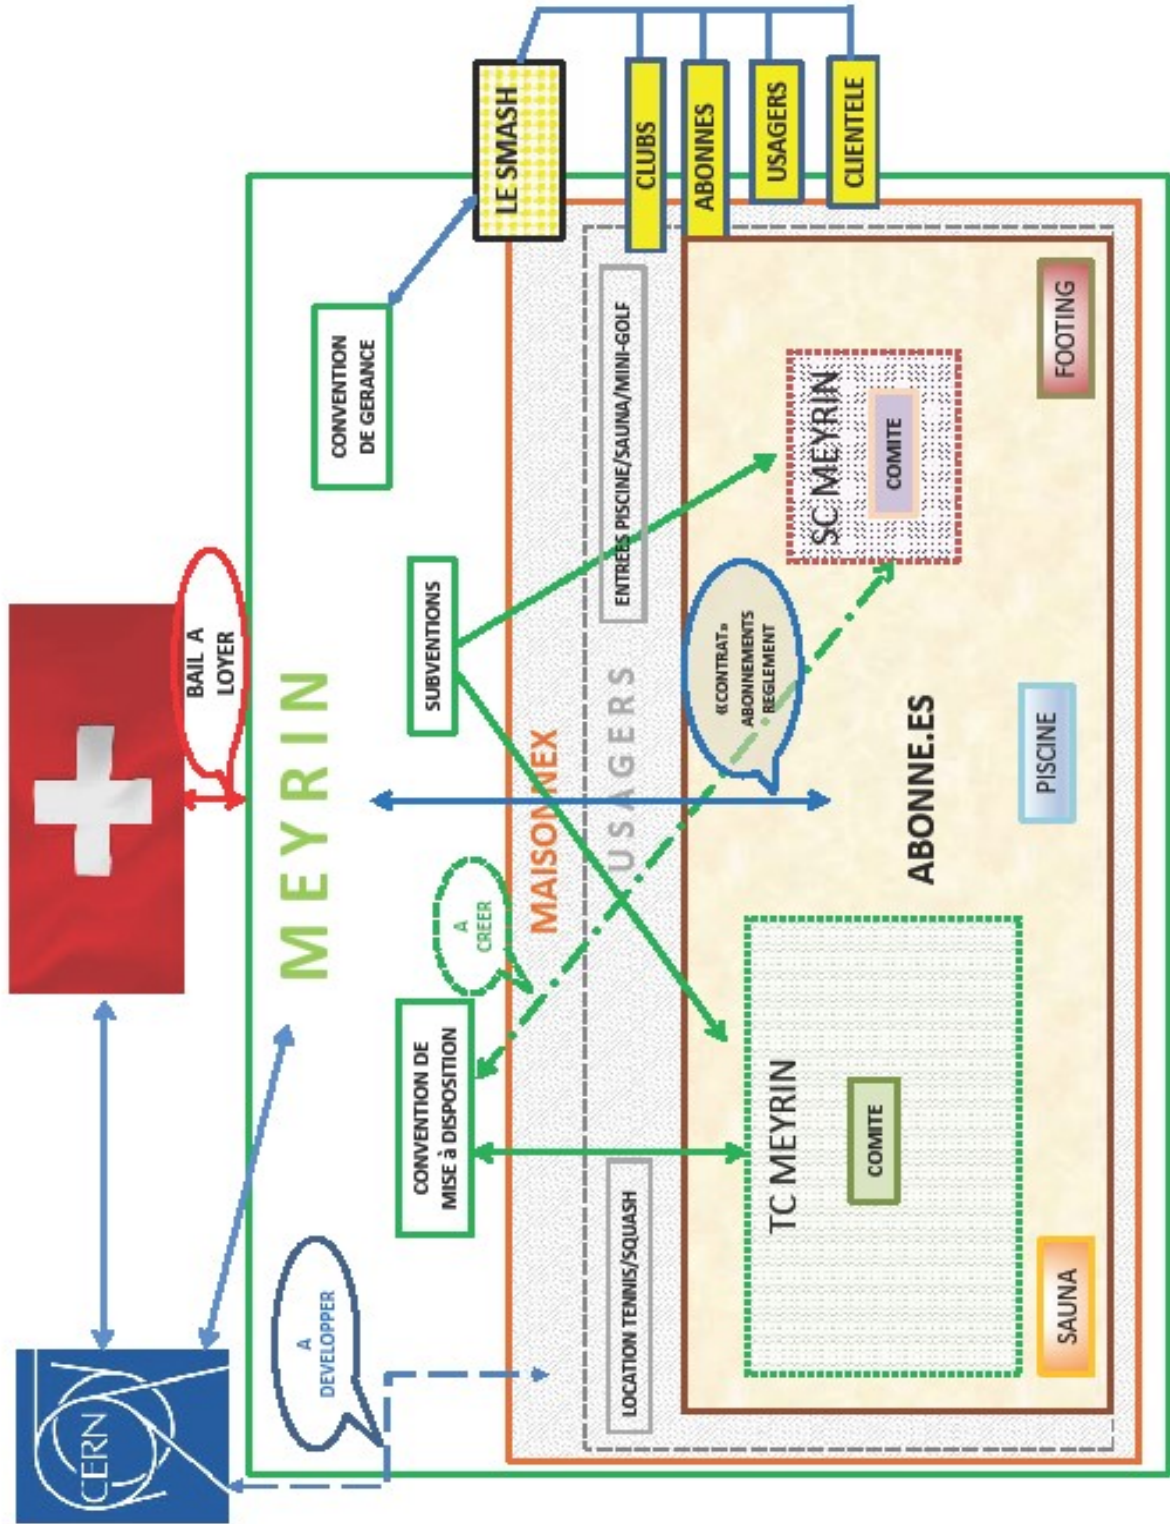 CERN
BAIL A
LOYER
MEYRIN
A
DEVELOPPER
CONVENTION
DE GERANCE
LE SMASH
CONVENTION DE
MISE à DISPOSITION
A
CREER
SUBVENTIONS
MAISONNEX
USAGERS
LOCATION TENNIS/SQUASH
ENTREES PISCINE/SAUNA/MINI-GOLF
CLUBS
ABONNES
USAGERS
CLIENTELE
«CONTRAT»
ABONNEMENTS
REGLEMENT
TC MEYRIN
COMITE
SC MEYRIN
COMITE
ABONNE.ES
SAUNA
PISCINE
FOOTING